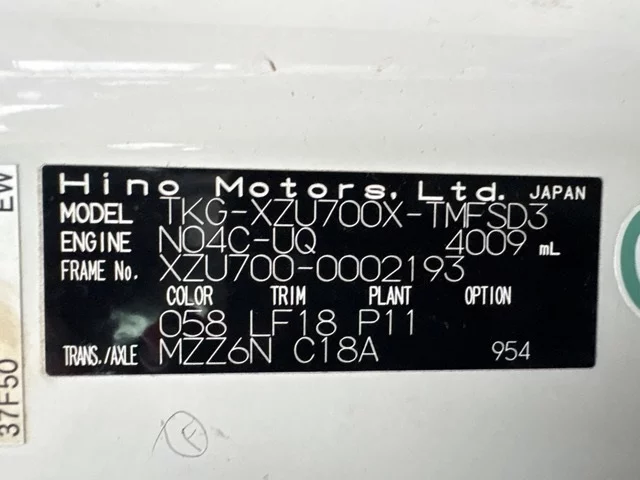 Hino Motors, Ltd. JAPAN
MODEL TKG-XZU700X-TMFSD3
ENGINE N04C-UQ 4009 mL
FRAME No. XZU700-0002193
COLOR TRIM PLANT OPTION
058 LF18 P11
TRANS./AXLE MZZ6N C18A 954
EW
37F50